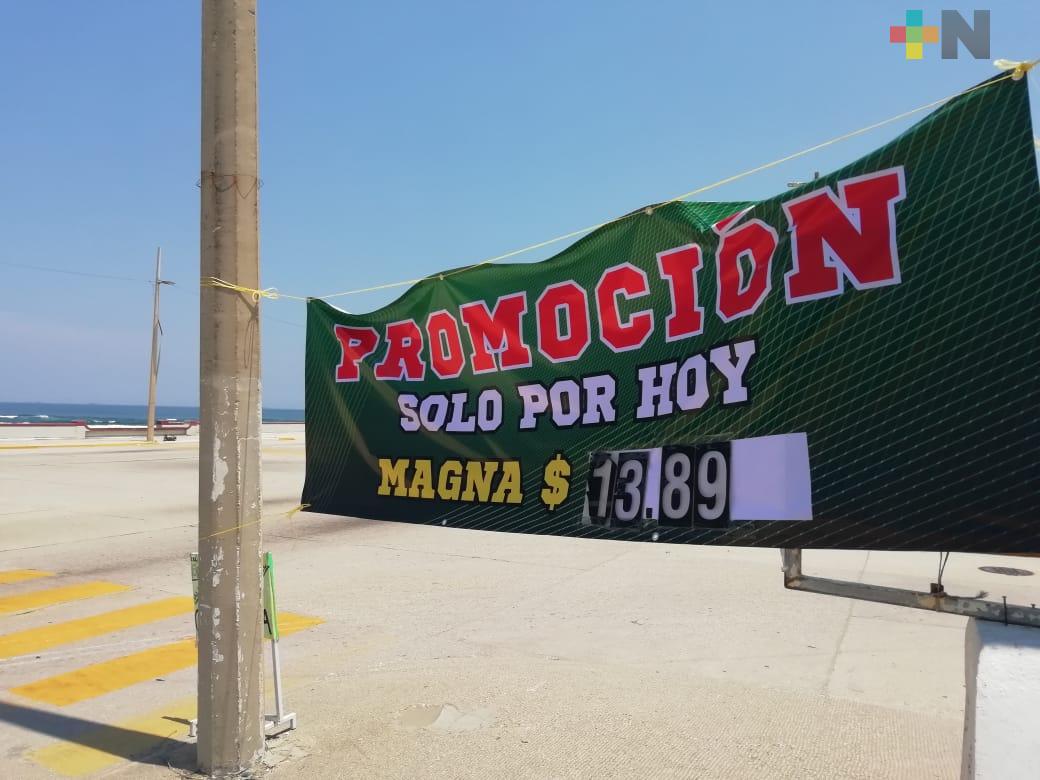 +N
PROMOCIÓN
SOLO POR HOY
MAGNA $ 13.89